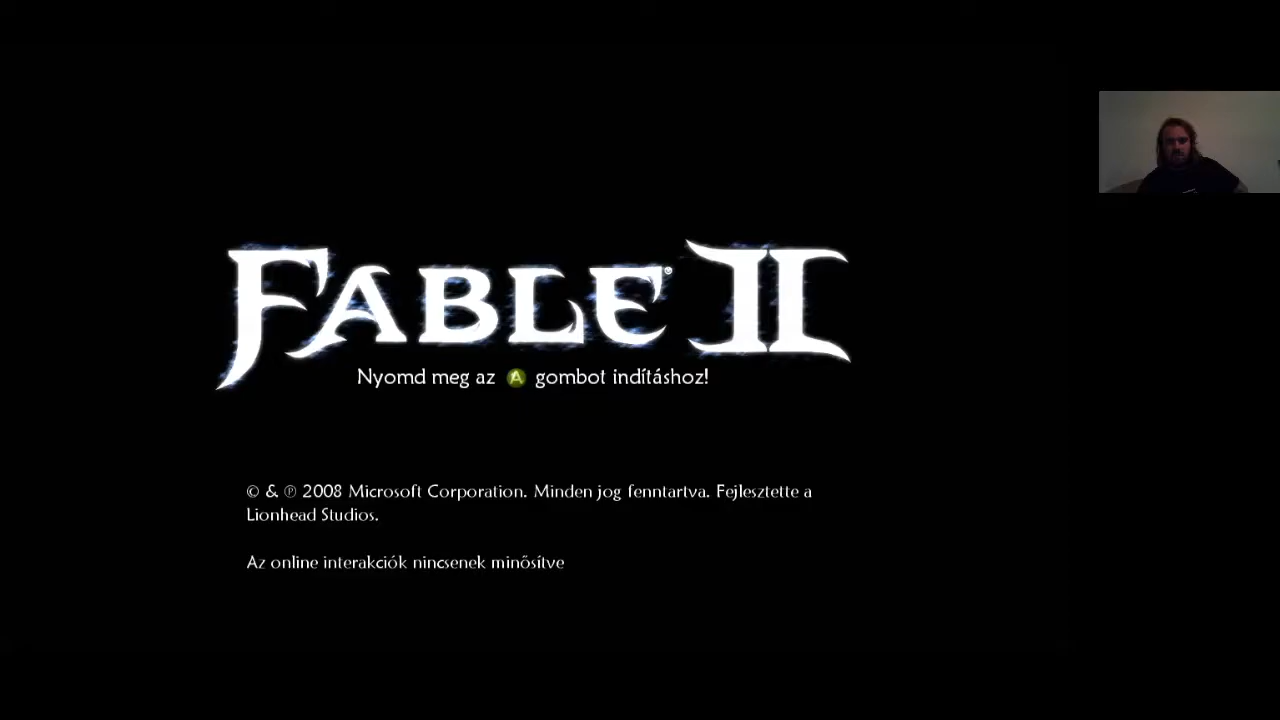 FABLE® II
Nyomd meg az A gombot indításhoz!
© & ℗ 2008 Microsoft Corporation. Minden jog fenntartva. Fejlesztette a
Lionhead Studios.
Az online interakciók nincsenek minősítve